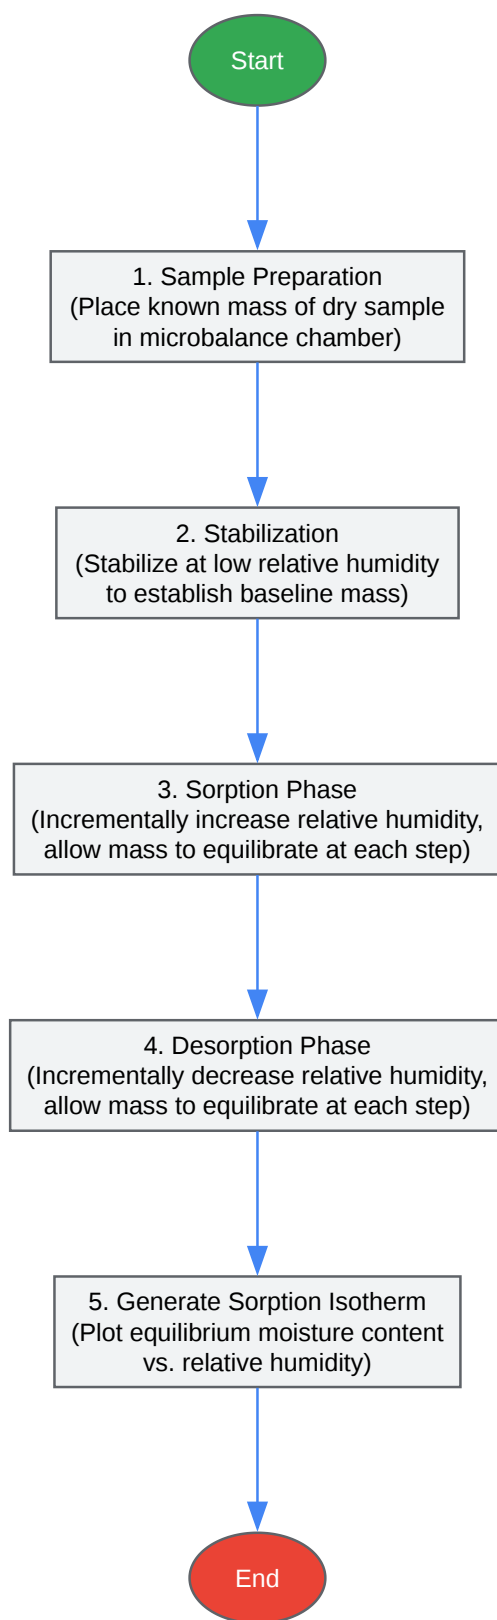 Start
1. Sample Preparation
(Place known mass of dry sample
in microbalance chamber)
2. Stabilization
(Stabilize at low relative humidity
to establish baseline mass)
3. Sorption Phase
(Incrementally increase relative humidity,
allow mass to equilibrate at each step)
4. Desorption Phase
(Incrementally decrease relative humidity,
allow mass to equilibrate at each step)
5. Generate Sorption Isotherm
(Plot equilibrium moisture content
vs. relative humidity)
End